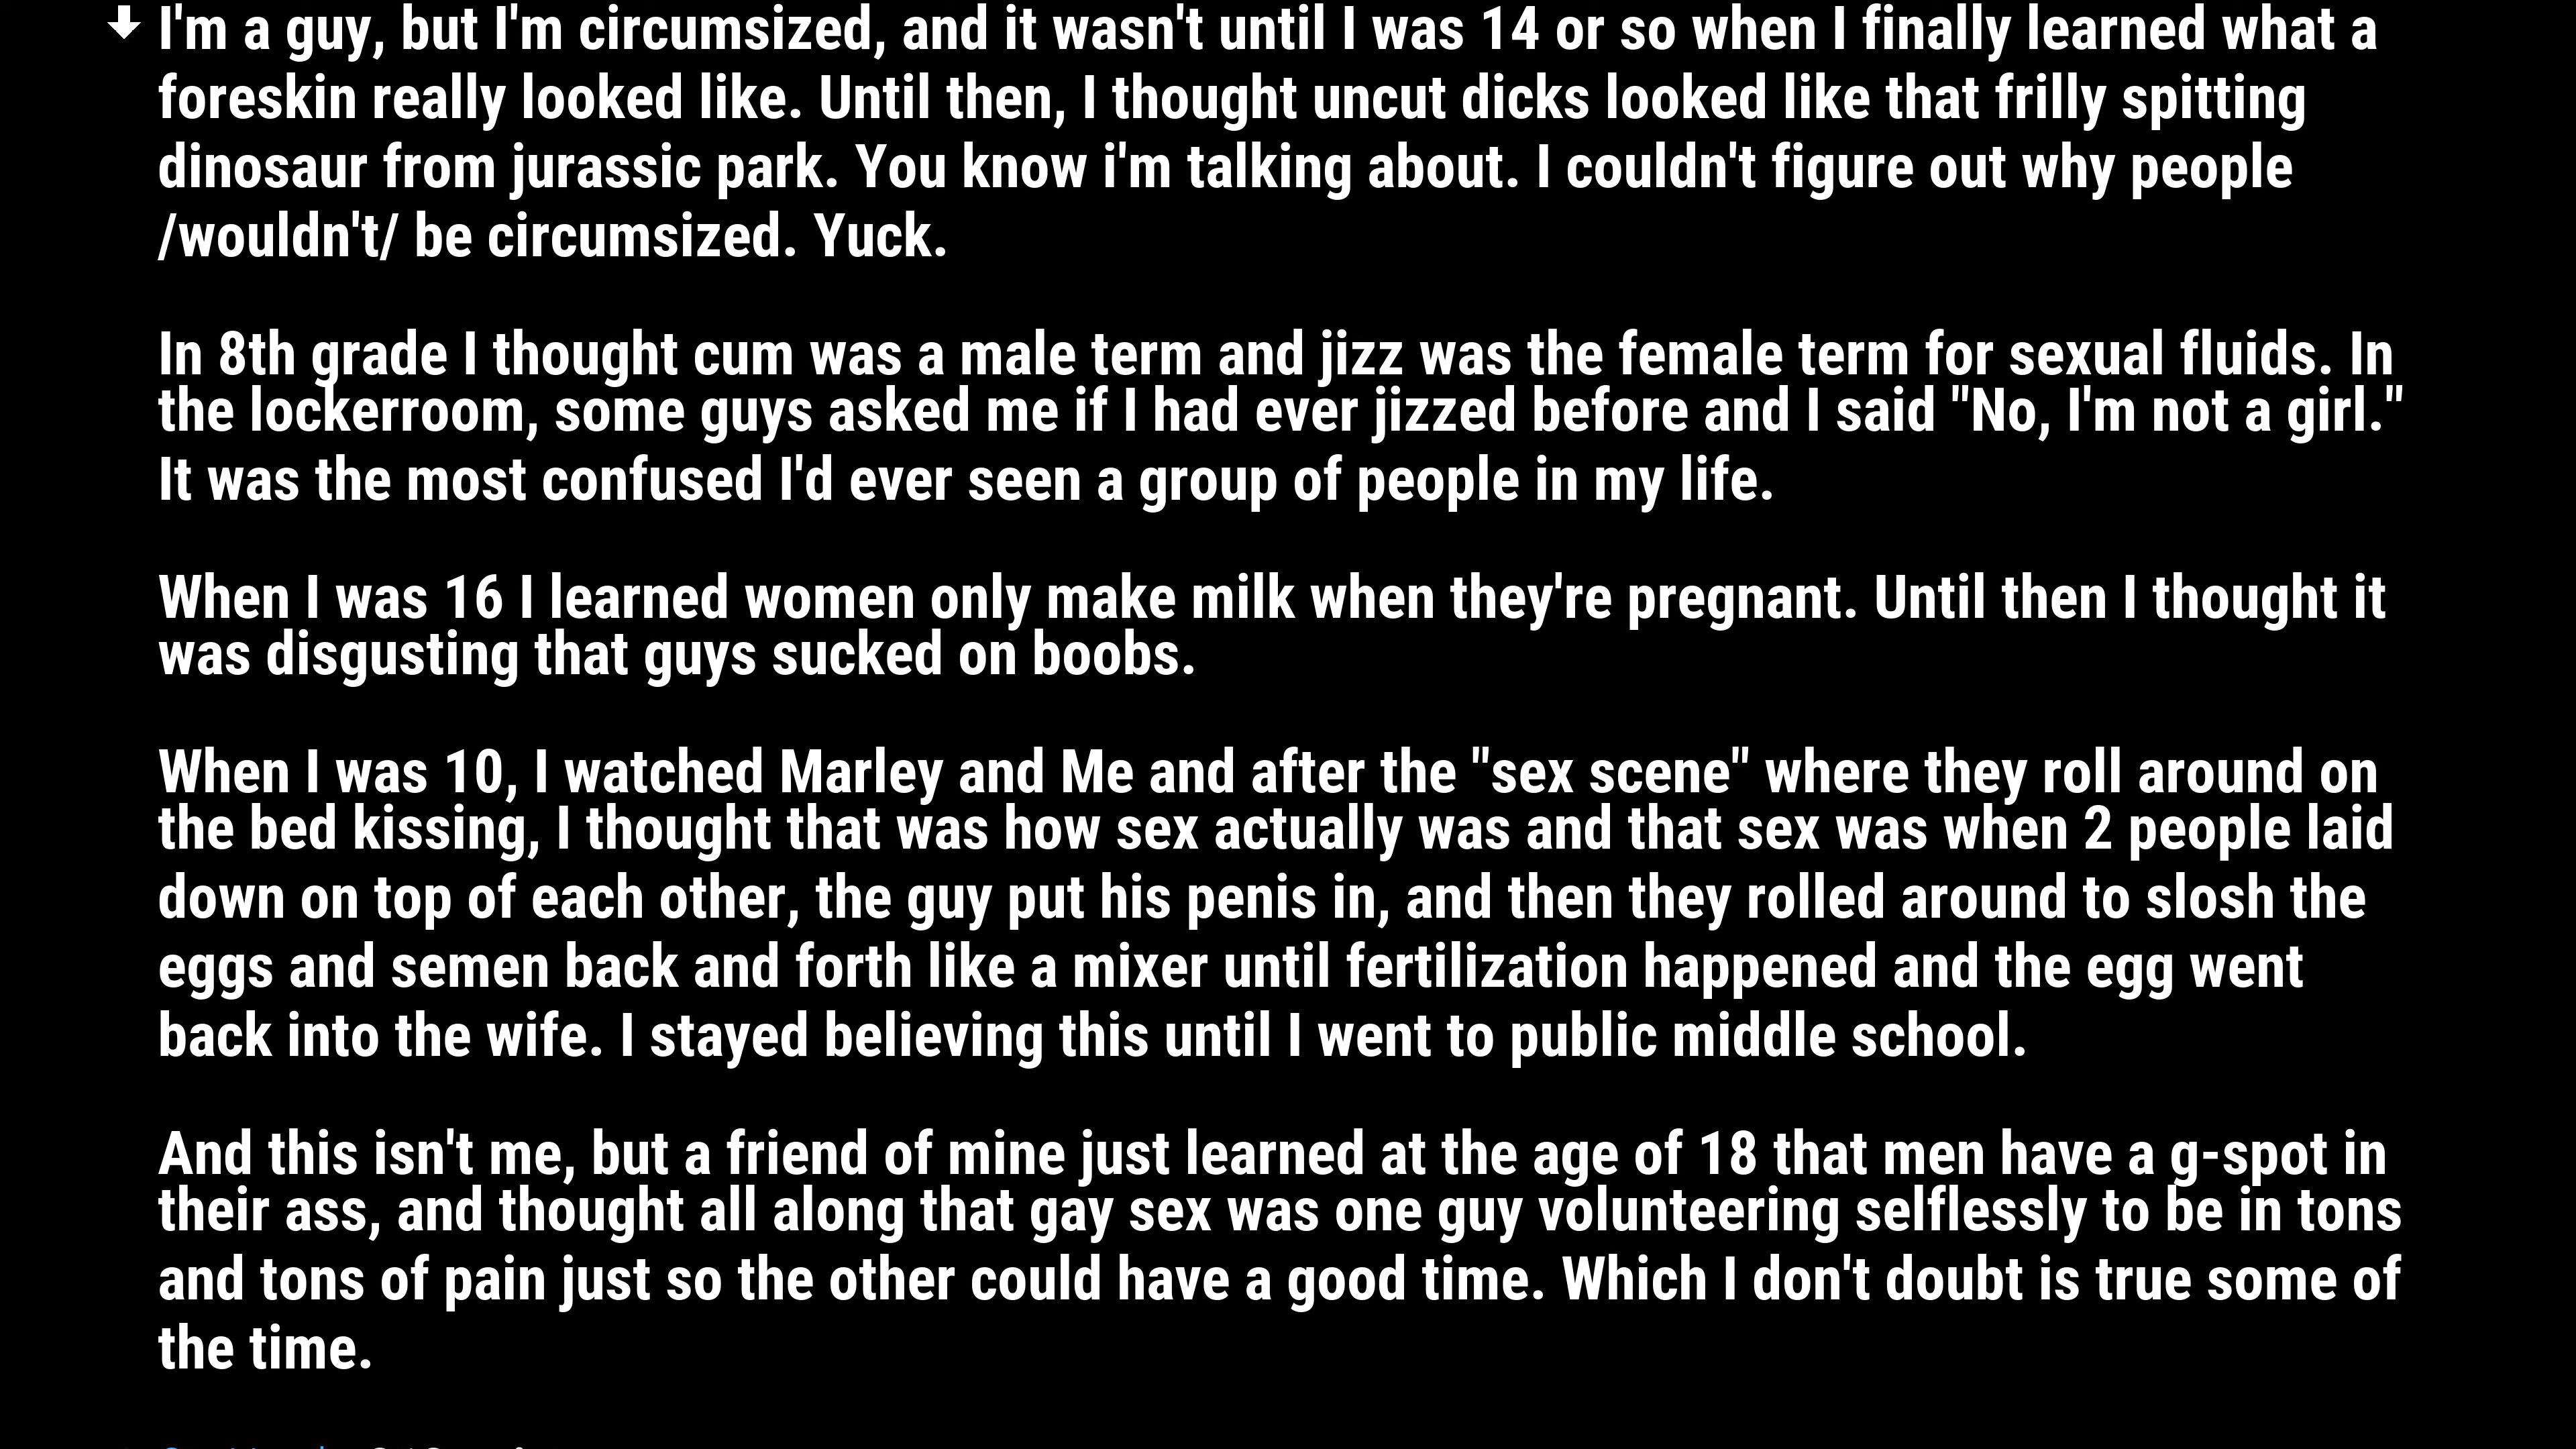 I'm a guy, but I'm circumsized, and it wasn't until I was 14 or so when I finally learned what a
foreskin really looked like. Until then, I thought uncut dicks looked like that frilly spitting
dinosaur from jurassic park. You know i'm talking about. I couldn't figure out why people
/wouldn't/ be circumsized. Yuck.
In 8th grade I thought cum was a male term and jizz was the female term for sexual fluids. In
the lockerroom, some guys asked me if I had ever jizzed before and I said "No, I'm not a girl."
It was the most confused I'd ever seen a group of people in my life.
When I was 16 I learned women only make milk when they're pregnant. Until then I thought it
was disgusting that guys sucked on boobs.
When I was 10, I watched Marley and Me and after the "sex scene" where they roll around on
the bed kissing, I thought that was how sex actually was and that sex was when 2 people laid
down on top of each other, the guy put his penis in, and then they rolled around to slosh the
eggs and semen back and forth like a mixer until fertilization happened and the egg went
back into the wife. I stayed believing this until I went to public middle school.
And this isn't me, but a friend of mine just learned at the age of 18 that men have a g-spot in
their ass, and thought all along that gay sex was one guy volunteering selflessly to be in tons
and tons of pain just so the other could have a good time. Which I don't doubt is true some of
the time.